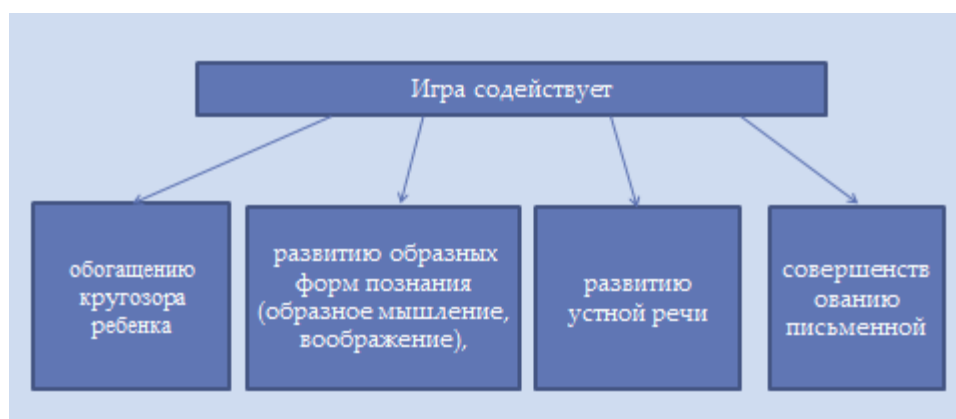 Игра содействует
обогащению
кругозора
ребенка
развитию образных
форм познания
(образное мышление,
воображение),
развитию
устной речи
совершенств
ованию
письменной